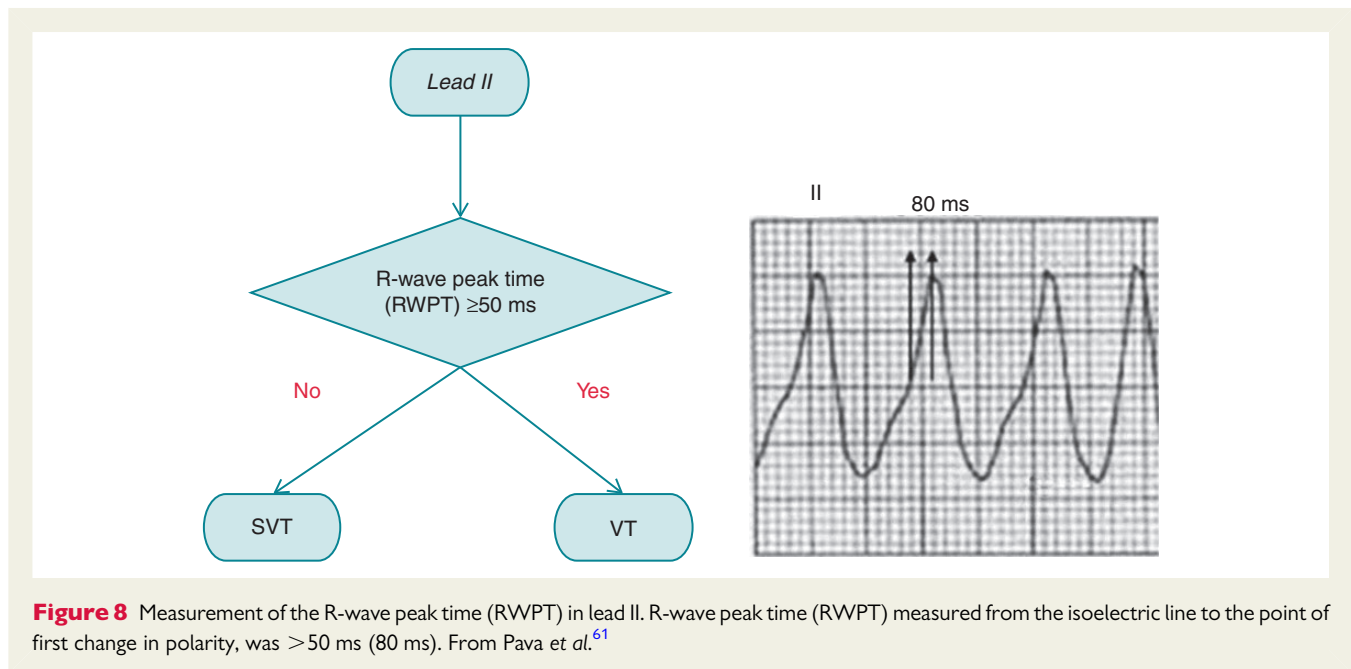 Lead II
R-wave peak time
(RWPT) ≥50 ms
No
Yes
SVT
VT
II
80 ms
Figure 8 Measurement of the R-wave peak time (RWPT) in lead II. R-wave peak time (RWPT) measured from the isoelectric line to the point of
first change in polarity, was >50 ms (80 ms). From Pava et al.61